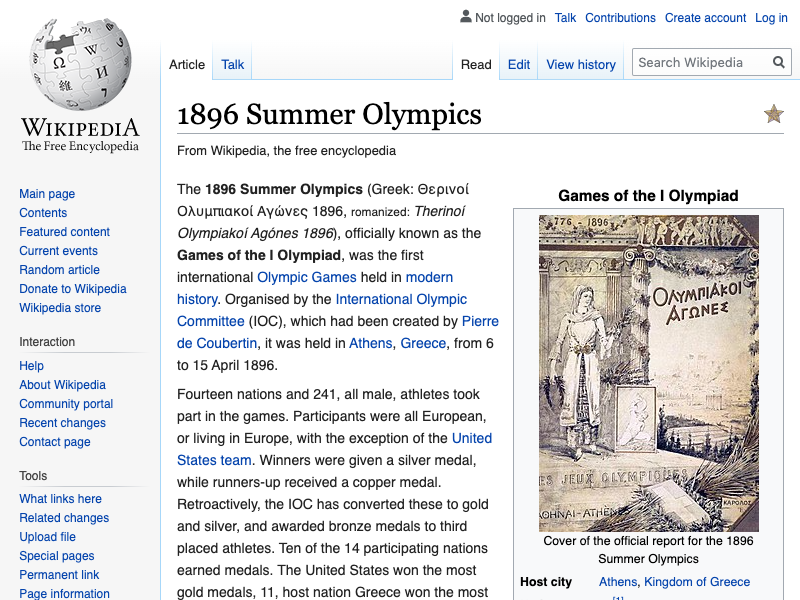 Not logged in Talk Contributions Create account Log in
Article Talk Read Edit View history Search Wikipedia
Ω W И 維
WIKIPEDIA
The Free Encyclopedia
Main page
Contents
Featured content
Current events
Random article
Donate to Wikipedia
Wikipedia store
Interaction
Help
About Wikipedia
Community portal
Recent changes
Contact page
Tools
What links here
Related changes
Upload file
Special pages
Permanent link
Page information
1896 Summer Olympics
From Wikipedia, the free encyclopedia
The 1896 Summer Olympics (Greek: Θερινοί
Ολυμπιακοί Αγώνες 1896, romanized: Therinoí
Olympiakoí Agónes 1896), officially known as the
Games of the I Olympiad, was the first
international Olympic Games held in modern
history. Organised by the International Olympic
Committee (IOC), which had been created by Pierre
de Coubertin, it was held in Athens, Greece, from 6
to 15 April 1896.
Fourteen nations and 241, all male, athletes took
part in the games. Participants were all European,
or living in Europe, with the exception of the United
States team. Winners were given a silver medal,
while runners-up received a copper medal.
Retroactively, the IOC has converted these to gold
and silver, and awarded bronze medals to third
placed athletes. Ten of the 14 participating nations
earned medals. The United States won the most
gold medals, 11, host nation Greece won the most
Games of the I Olympiad
776 - 1896
ΟΛΥΜΠΙΑΚΟΙ
ΑΓΩΝΕΣ
ES JEUX OLYMPIQUES
ΑΘΗΝΑΙ-ATHÈNE
ΚΑΡΟΛΟΣ
Cover of the official report for the 1896
Summer Olympics
Host city Athens, Kingdom of Greece
[1]